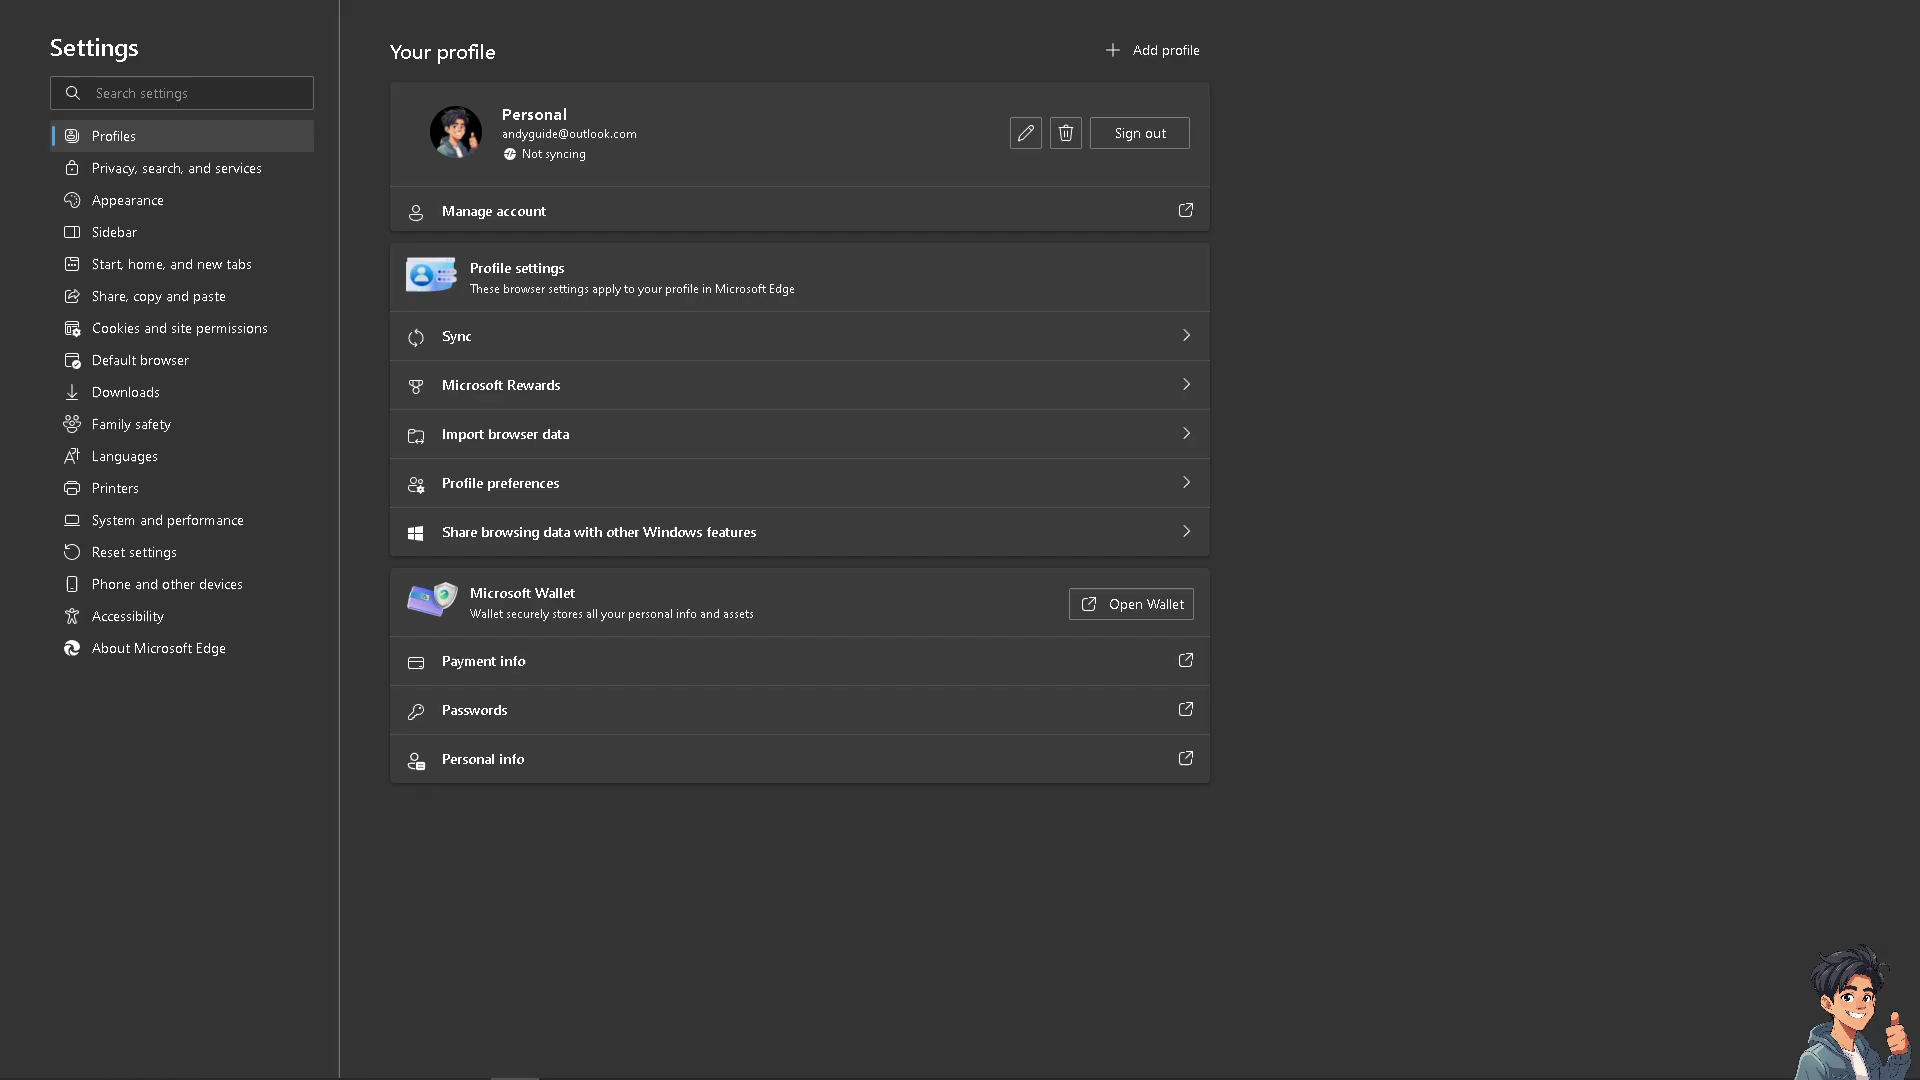 Settings
Search settings
Profiles
Privacy, search, and services
Appearance
Sidebar
Start, home, and new tabs
Share, copy and paste
Cookies and site permissions
Default browser
Downloads
Family safety
Languages
Printers
System and performance
Reset settings
Phone and other devices
Accessibility
About Microsoft Edge
Your profile
Add profile
Personal
andyguide@outlook.com
Not syncing
Sign out
Manage account
Profile settings
These browser settings apply to your profile in Microsoft Edge
Sync
Microsoft Rewards
Import browser data
Profile preferences
Share browsing data with other Windows features
Microsoft Wallet
Wallet securely stores all your personal info and assets
Open Wallet
Payment info
Passwords
Personal info